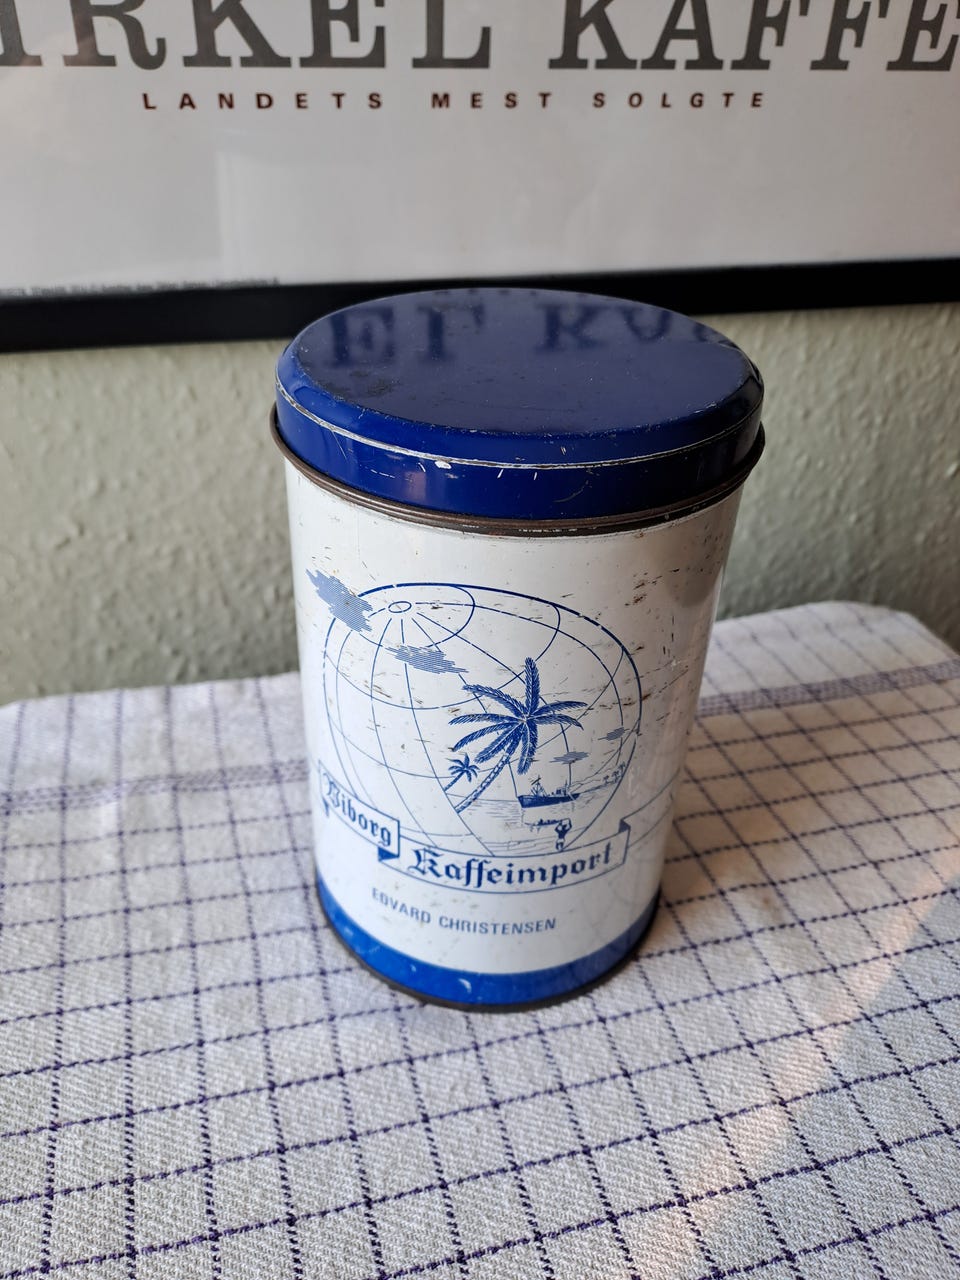 IRKEL KAFFE
LANDETS MEST SOLGTE
Viborg
Kaffeimport
EDVARD CHRISTENSEN